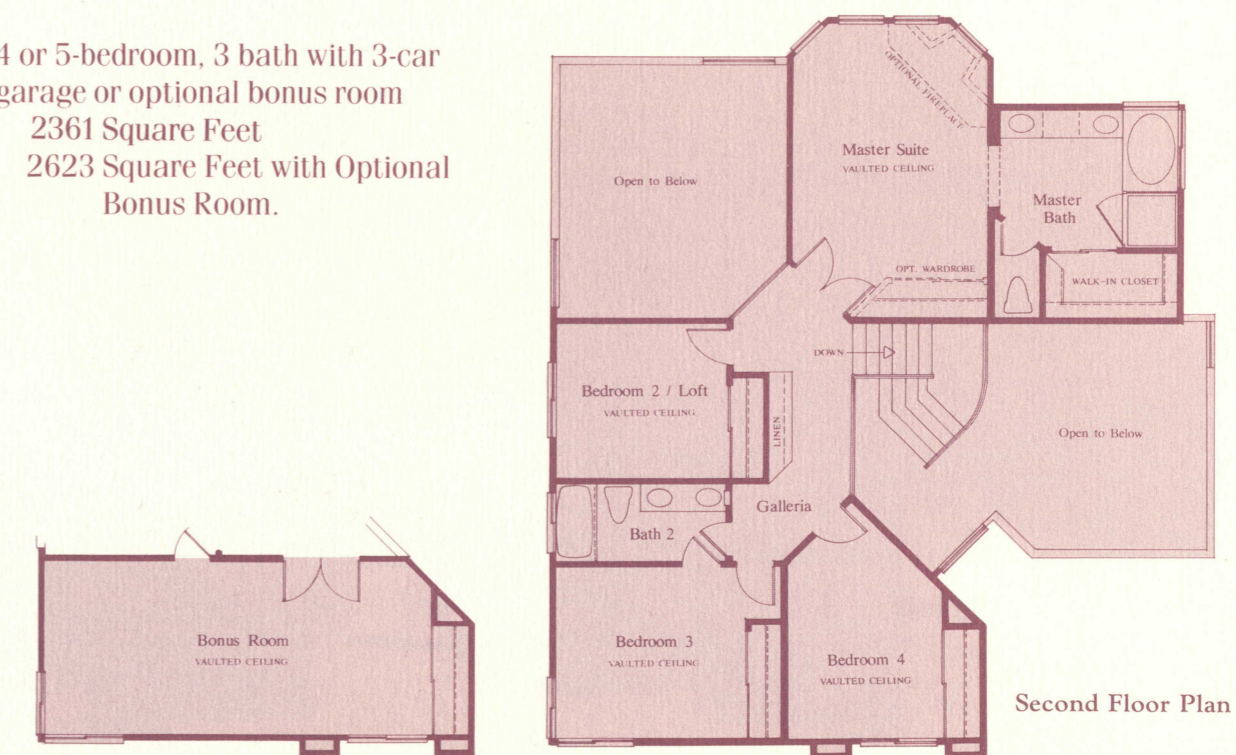 4 or 5-bedroom, 3 bath with 3-car
garage or optional bonus room
2361 Square Feet
2623 Square Feet with Optional
Bonus Room.
OPTIONAL FIREPLACE
Master Suite
VAULTED CEILING
Open to Below
Master
Bath
OPT. WARDROBE
WALK-IN CLOSET
DOWN
Bedroom 2 / Loft
VAULTED CEILING
LINEN
Open to Below
Galleria
Bath 2
Bonus Room
VAULTED CEILING
Bedroom 3
VAULTED CEILING
Bedroom 4
VAULTED CEILING
Second Floor Plan